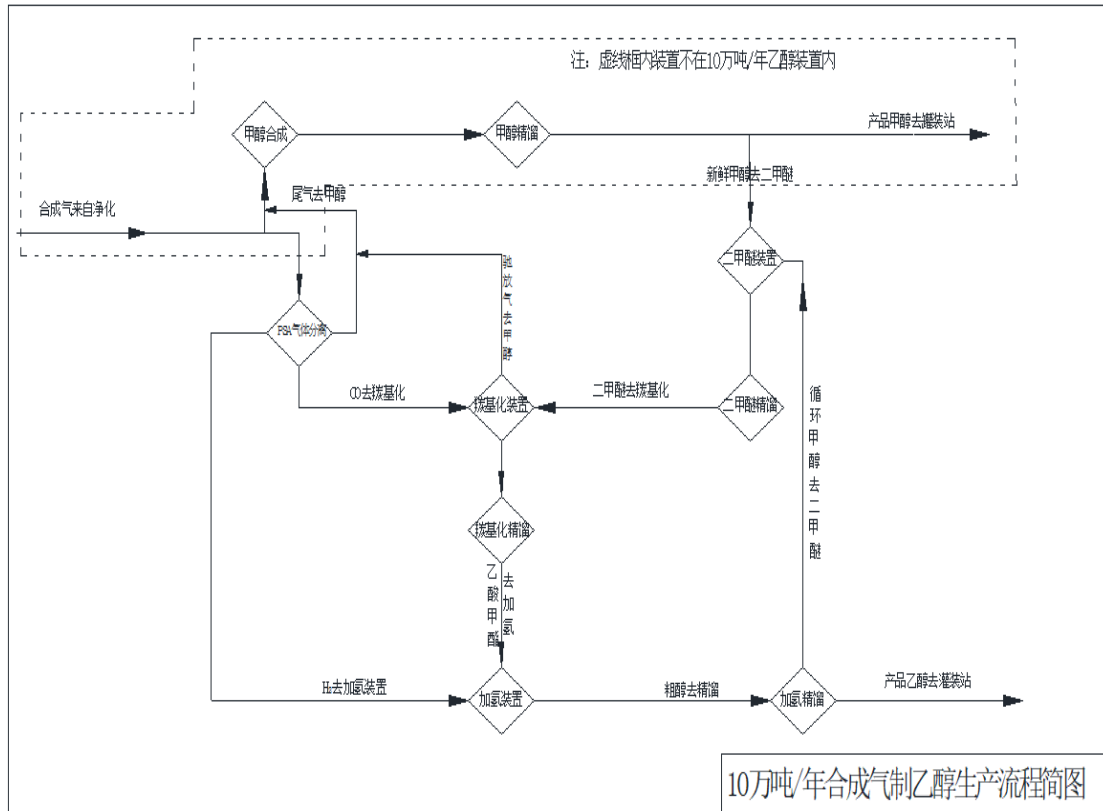 注：虚线框内装置不在10万吨/年乙醇装置内
甲醇合成
甲醇精馏
产品甲醇去罐装站
新鲜甲醇去二甲醚
尾气去甲醇
合成气来自净化
二甲醚装置
驰放气去甲醇
PSA气体分离
CO去羰基化
羰基化装置
二甲醚去羰基化
二甲醚精馏
循环甲醇去二甲醚
羰基化精馏
乙酸甲酯
去加氢
H₂去加氢装置
加氢装置
粗醇去精馏
加氢精馏
产品乙醇去罐装站
10万吨/年合成气制乙醇生产流程简图